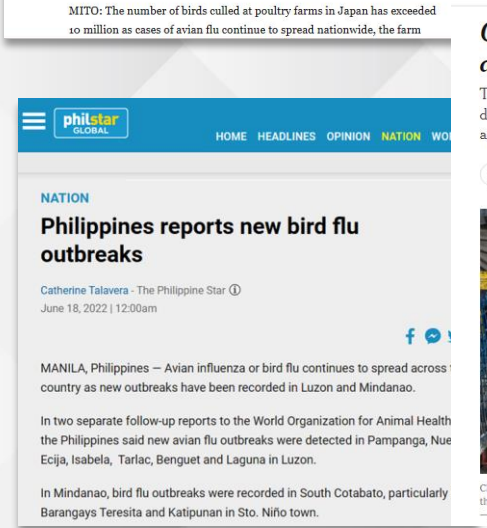 MITO: The number of birds culled at poultry farms in Japan has exceeded
10 million as cases of avian flu continue to spread nationwide, the farm
philstar
GLOBAL
HOME HEADLINES OPINION NATION
NATION
Philippines reports new bird flu
outbreaks
Catherine Talavera - The Philippine Star
June 18, 2022 | 12:00am
MANILA, Philippines — Avian influenza or bird flu continues to spread across
country as new outbreaks have been recorded in Luzon and Mindanao.
In two separate follow-up reports to the World Organization for Animal Health
the Philippines said new avian flu outbreaks were detected in Pampanga, Nue
Ecija, Isabela, Tarlac, Benguet and Laguna in Luzon.
In Mindanao, bird flu outbreaks were recorded in South Cotabato, particularly
Barangays Teresita and Katipunan in Sto. Niño town.